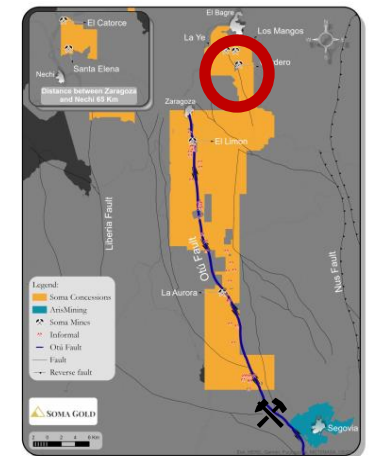 El Catorce
Santa Elena
Nechí
Distance between Zaragoza
and Nechí 65 Km
El Bagre
La Ye
Los Mangos
dero
Zaragoza
El Limon
Liberia Fault
Otú Fault
Nus Fault
La Aurora
Legend:
Soma Concessions
ArisMining
Soma Mines
Informal
Otú Fault
Fault
Reverse fault
SOMA GOLD
Segovia